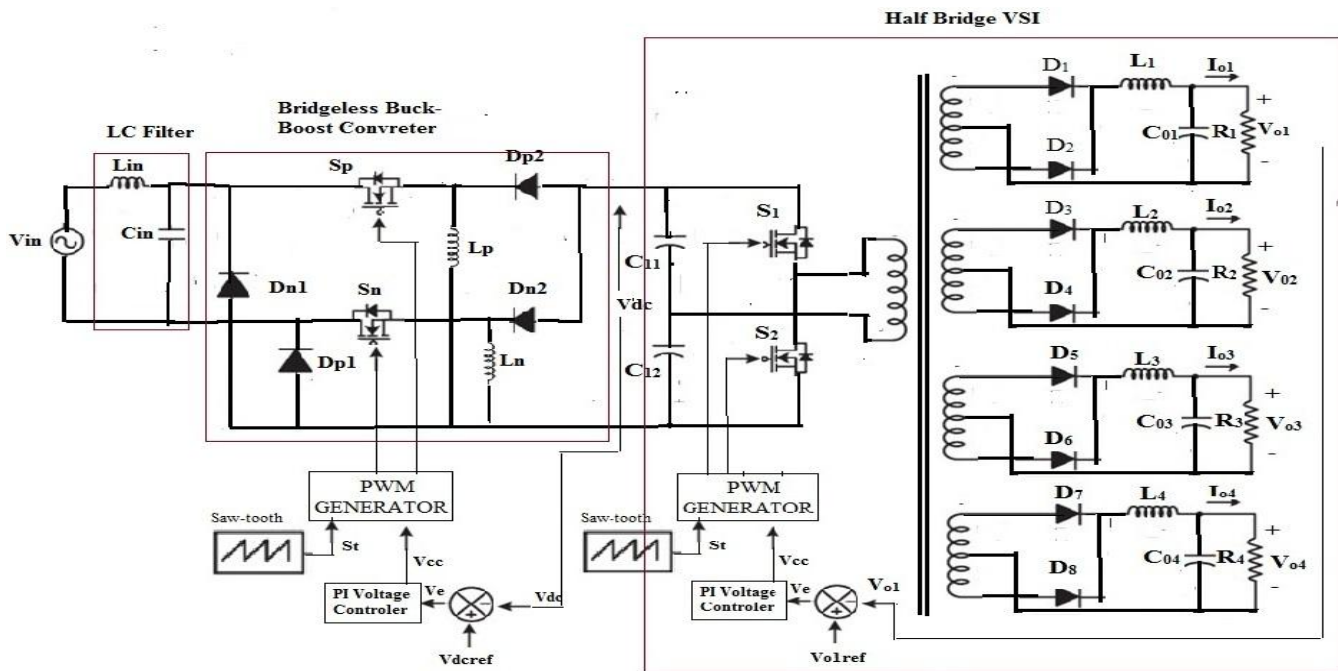 Half Bridge VSI
Bridgeless Buck-
Boost Convreter
LC Filter
Lin
Vin
Cin
Sp
Dp2
Lp
Dn1
Sn
Dn2
Dp1
Ln
C11
Vdc
C12
S1
S2
D1
L1
Io1
D2
C01
R1
+
Vo1
-
D3
L2
Io2
D4
C02
R2
+
V02
-
D5
L3
Io3
D6
C03
R3
+
Vo3
-
D7
L4
Io4
D8
C04
R4
+
Vo4
-
PWM
GENERATOR
Saw-tooth
St
Vcc
PI Voltage
Controler
Ve
Vdc
Vdcref
PWM
GENERATOR
Saw-tooth
St
Vcc
PI Voltage
Controler
Ve
Vo1
Vo1ref